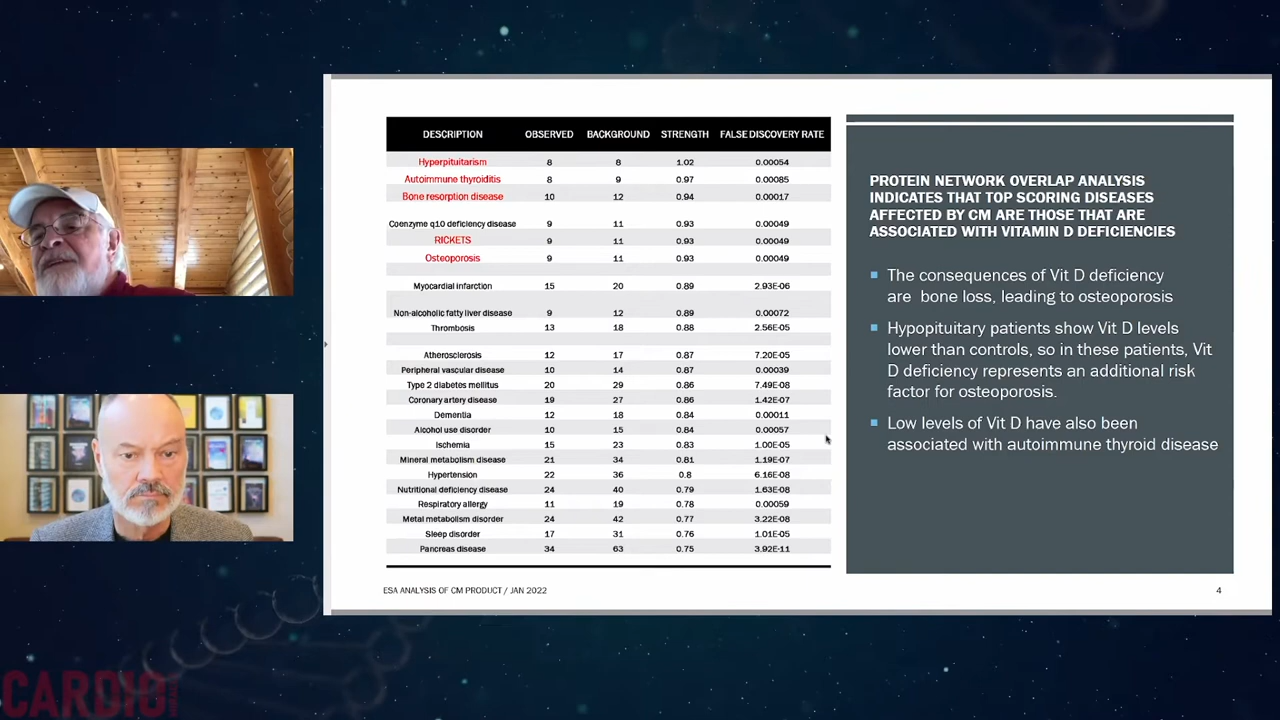 DESCRIPTION OBSERVED BACKGROUND STRENGTH FALSE DISCOVERY RATE
Hyperpituitarism 8 8 1.02 0.00054
Autoimmune thyroiditis 8 9 0.97 0.00085
Bone resorption disease 10 12 0.94 0.00017
Coenzyme q10 deficiency disease 9 11 0.93 0.00049
RICKETS 9 11 0.93 0.00049
Osteoporosis 9 11 0.93 0.00049
Myocardial infarction 15 20 0.89 2.93E-06
Non-alcoholic fatty liver disease 9 12 0.89 0.00072
Thrombosis 13 18 0.88 2.56E-05
Atherosclerosis 12 17 0.87 7.20E-05
Peripheral vascular disease 10 14 0.87 0.00039
Type 2 diabetes mellitus 20 29 0.86 7.49E-08
Coronary artery disease 19 27 0.86 1.42E-07
Dementia 12 18 0.84 0.00011
Alcohol use disorder 10 15 0.84 0.00057
Ischemia 15 23 0.83 1.00E-05
Mineral metabolism disease 21 34 0.81 1.19E-07
Hypertension 22 36 0.8 6.16E-08
Nutritional deficiency disease 24 40 0.79 1.63E-08
Respiratory allergy 11 19 0.78 0.00059
Metal metabolism disorder 24 42 0.77 3.22E-08
Sleep disorder 17 31 0.76 1.01E-05
Pancreas disease 34 63 0.75 3.92E-11
ESA ANALYSIS OF CM PRODUCT / JAN 2022
PROTEIN NETWORK OVERLAP ANALYSIS
INDICATES THAT TOP SCORING DISEASES
AFFECTED BY CM ARE THOSE THAT ARE
ASSOCIATED WITH VITAMIN D DEFICIENCIES
The consequences of Vit D deficiency
are bone loss, leading to osteoporosis
Hypopituitary patients show Vit D levels
lower than controls, so in these patients, Vit
D deficiency represents an additional risk
factor for osteoporosis.
Low levels of Vit D have also been
associated with autoimmune thyroid disease
4
CARDIO